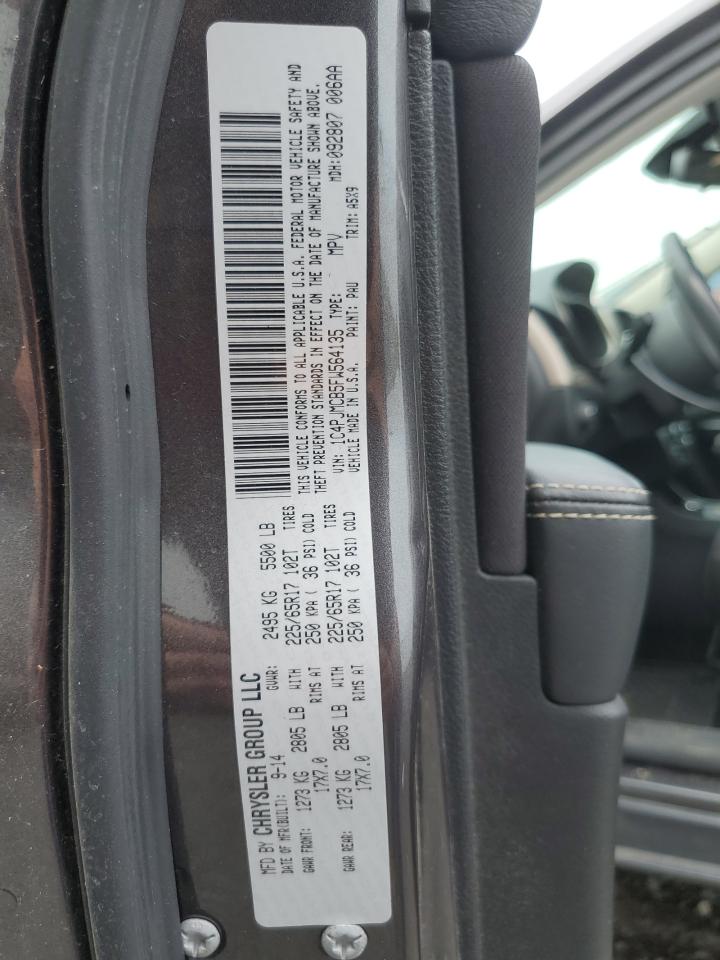 MFD BY CHRYSLER GROUP LLC
DATE OF MFR(BUILT): 9-14 GVWR: 2495 KG 5500 LB
GAWR FRONT: 1273 KG 2805 LB WITH 225/65R17 102T TIRES
17X7.0 RIMS AT 250 KPA ( 36 PSI) COLD
GAWR REAR: 1273 KG 2805 LB WITH 225/65R17 102T TIRES
17X7.0 RIMS AT 250 KPA ( 36 PSI) COLD
THIS VEHICLE CONFORMS TO ALL APPLICABLE U.S.A. FEDERAL MOTOR VEHICLE SAFETY AND
THEFT PREVENTION STANDARDS IN EFFECT ON THE DATE OF MANUFACTURE SHOWN ABOVE.
VIN: 1C4PJMCB5FW564135 TYPE: MPV MDH:092807 006AA
VEHICLE MADE IN U.S.A. PAINT: PAU TRIM: A5X9